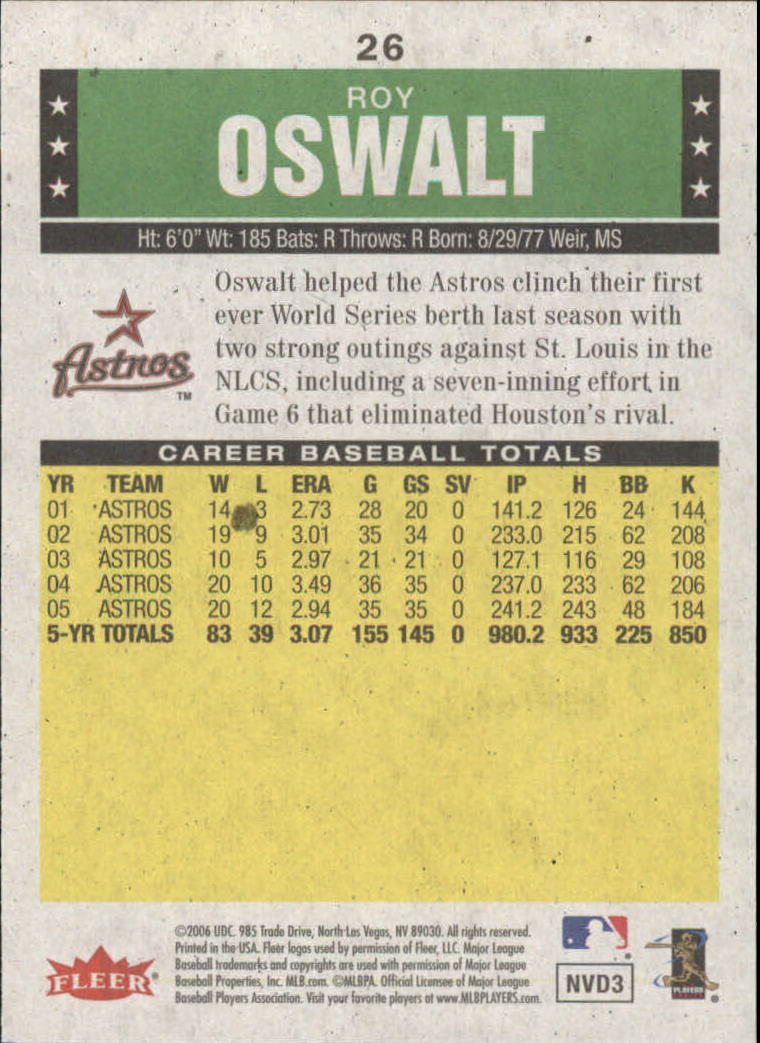 26
ROY
OSWALT
Ht: 6'0" Wt: 185 Bats: R Throws: R Born: 8/29/77 Weir, MS
Oswalt helped the Astros clinch their first
ever World Series berth last season with
two strong outings against St. Louis in the
NLCS, including a seven-inning effort in
Game 6 that eliminated Houston's rival.
Astros™
CAREER BASEBALL TOTALS
YR TEAM W L ERA G GS SV IP H BB K
01 ASTROS 14 3 2.73 28 20 0 141.2 126 24 144
02 ASTROS 19 9 3.01 35 34 0 233.0 215 62 208
03 ASTROS 10 5 2.97 21 21 0 127.1 116 29 108
04 ASTROS 20 10 3.49 36 35 0 237.0 233 62 206
05 ASTROS 20 12 2.94 35 35 0 241.2 243 48 184
5-YR TOTALS 83 39 3.07 155 145 0 980.2 933 225 850
©2006 UDC. 985 Trade Drive, North Las Vegas, NV 89030. All rights reserved.
Printed in the USA. Fleer logos used by permission of Fleer, LLC. Major League
Baseball trademarks and copyrights are used with permission of Major League
Baseball Properties, Inc. MLB.com. ©MLBPA. Official Licensee of Major League
Baseball Players Association. Visit your favorite players at www.MLBPLAYERS.com.
FLEER®
NVD3
PLAYERS
®